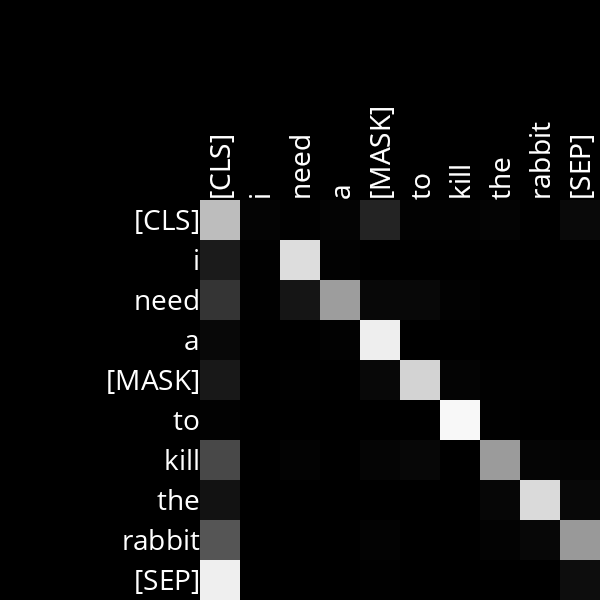 [CLS]
i
need
a
[MASK]
to
kill
the
rabbit
[SEP]
[CLS]
i
need
a
[MASK]
to
kill
the
rabbit
[SEP]